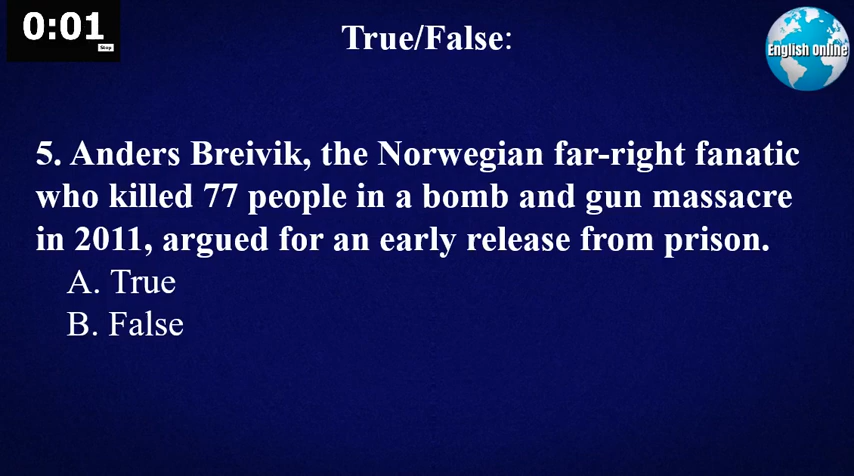 0:01
Stop
True/False:
English Online
5. Anders Breivik, the Norwegian far-right fanatic
who killed 77 people in a bomb and gun massacre
in 2011, argued for an early release from prison.
A. True
B. False